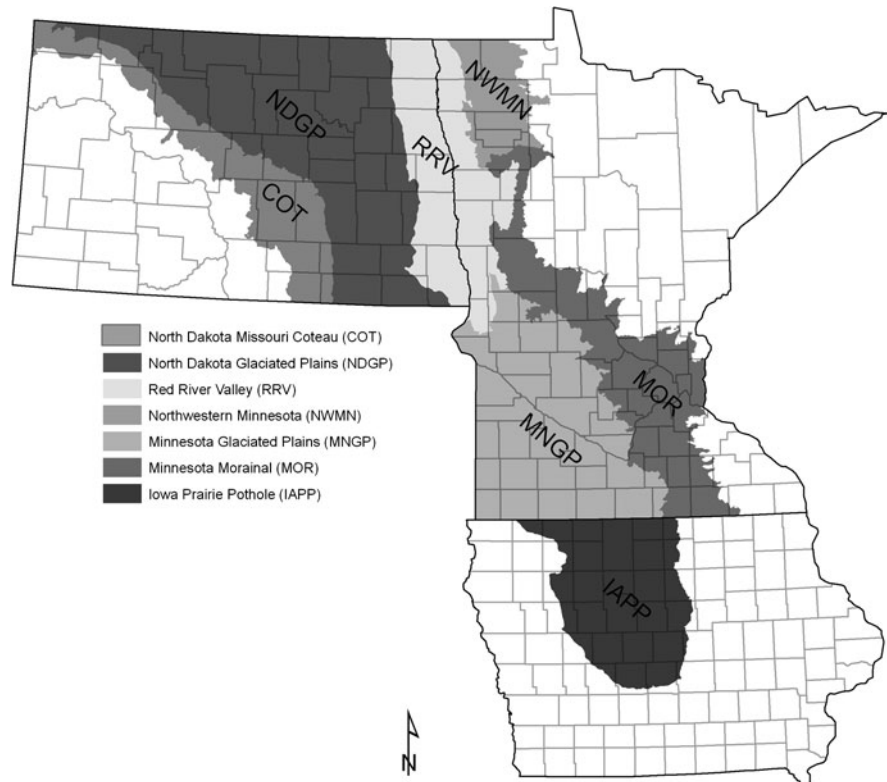 NDGP
COT
RRV
NWMN
MOR
MNGP
IAPP
North Dakota Missouri Coteau (COT)
North Dakota Glaciated Plains (NDGP)
Red River Valley (RRV)
Northwestern Minnesota (NWMN)
Minnesota Glaciated Plains (MNGP)
Minnesota Morainal (MOR)
Iowa Prairie Pothole (IAPP)
N